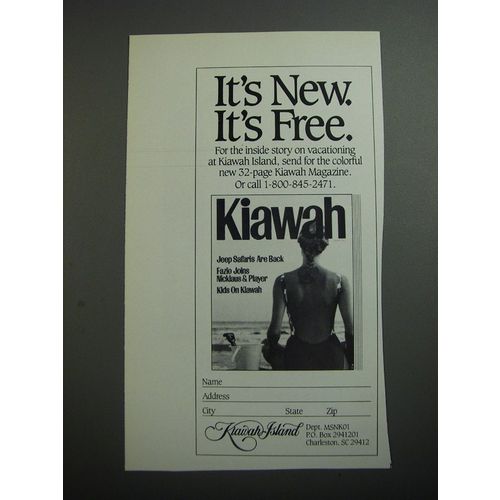 It's New.
It's Free.
For the inside story on vacationing
at Kiawah Island, send for the colorful
new 32-page Kiawah Magazine.
Or call 1-800-845-2471.
Kiawah
Jeep Safaris Are Back
Fazio Joins
Nicklaus & Player
Kids On Kiawah
Name
Address
City State Zip
Kiawah Island
Dept. MSNK01
P.O. Box 2941201
Charleston, SC 29412